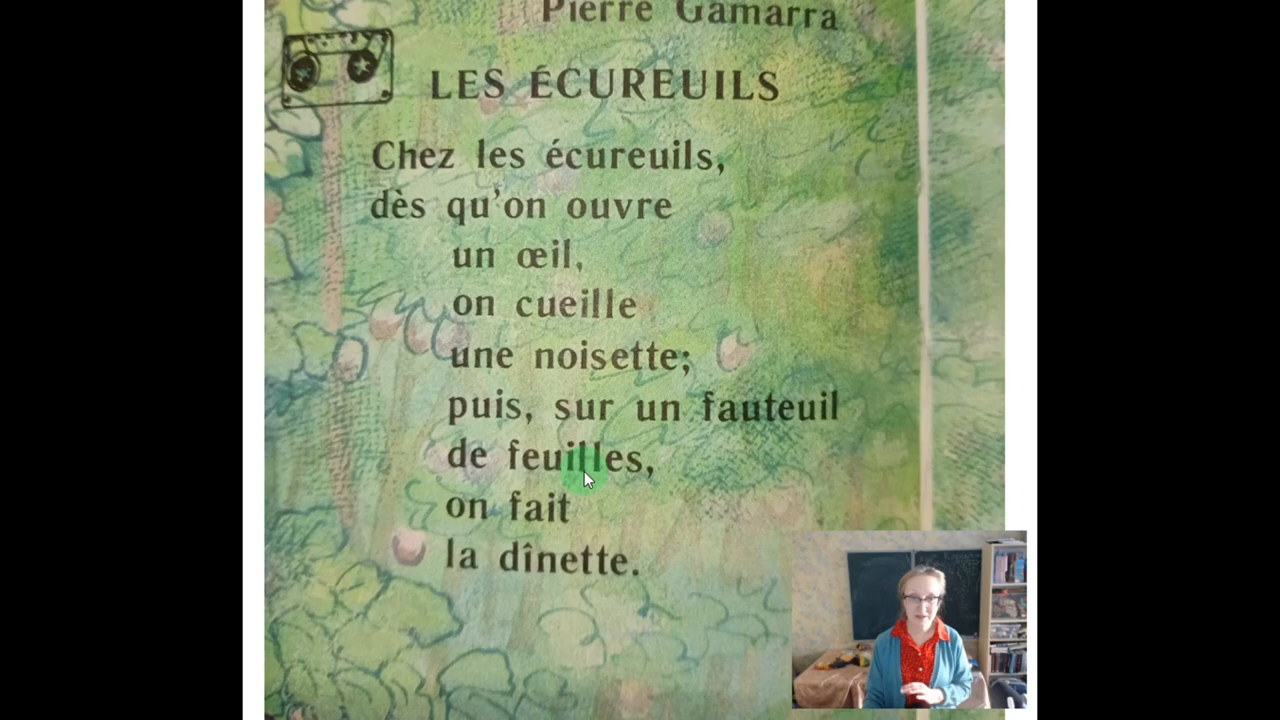 Pierre Gamarra
LES ÉCUREUILS
Chez les écureuils,
dès qu'on ouvre
un œil,
on cueille
une noisette;
puis, sur un fauteuil
de feuilles,
on fait
la dînette.